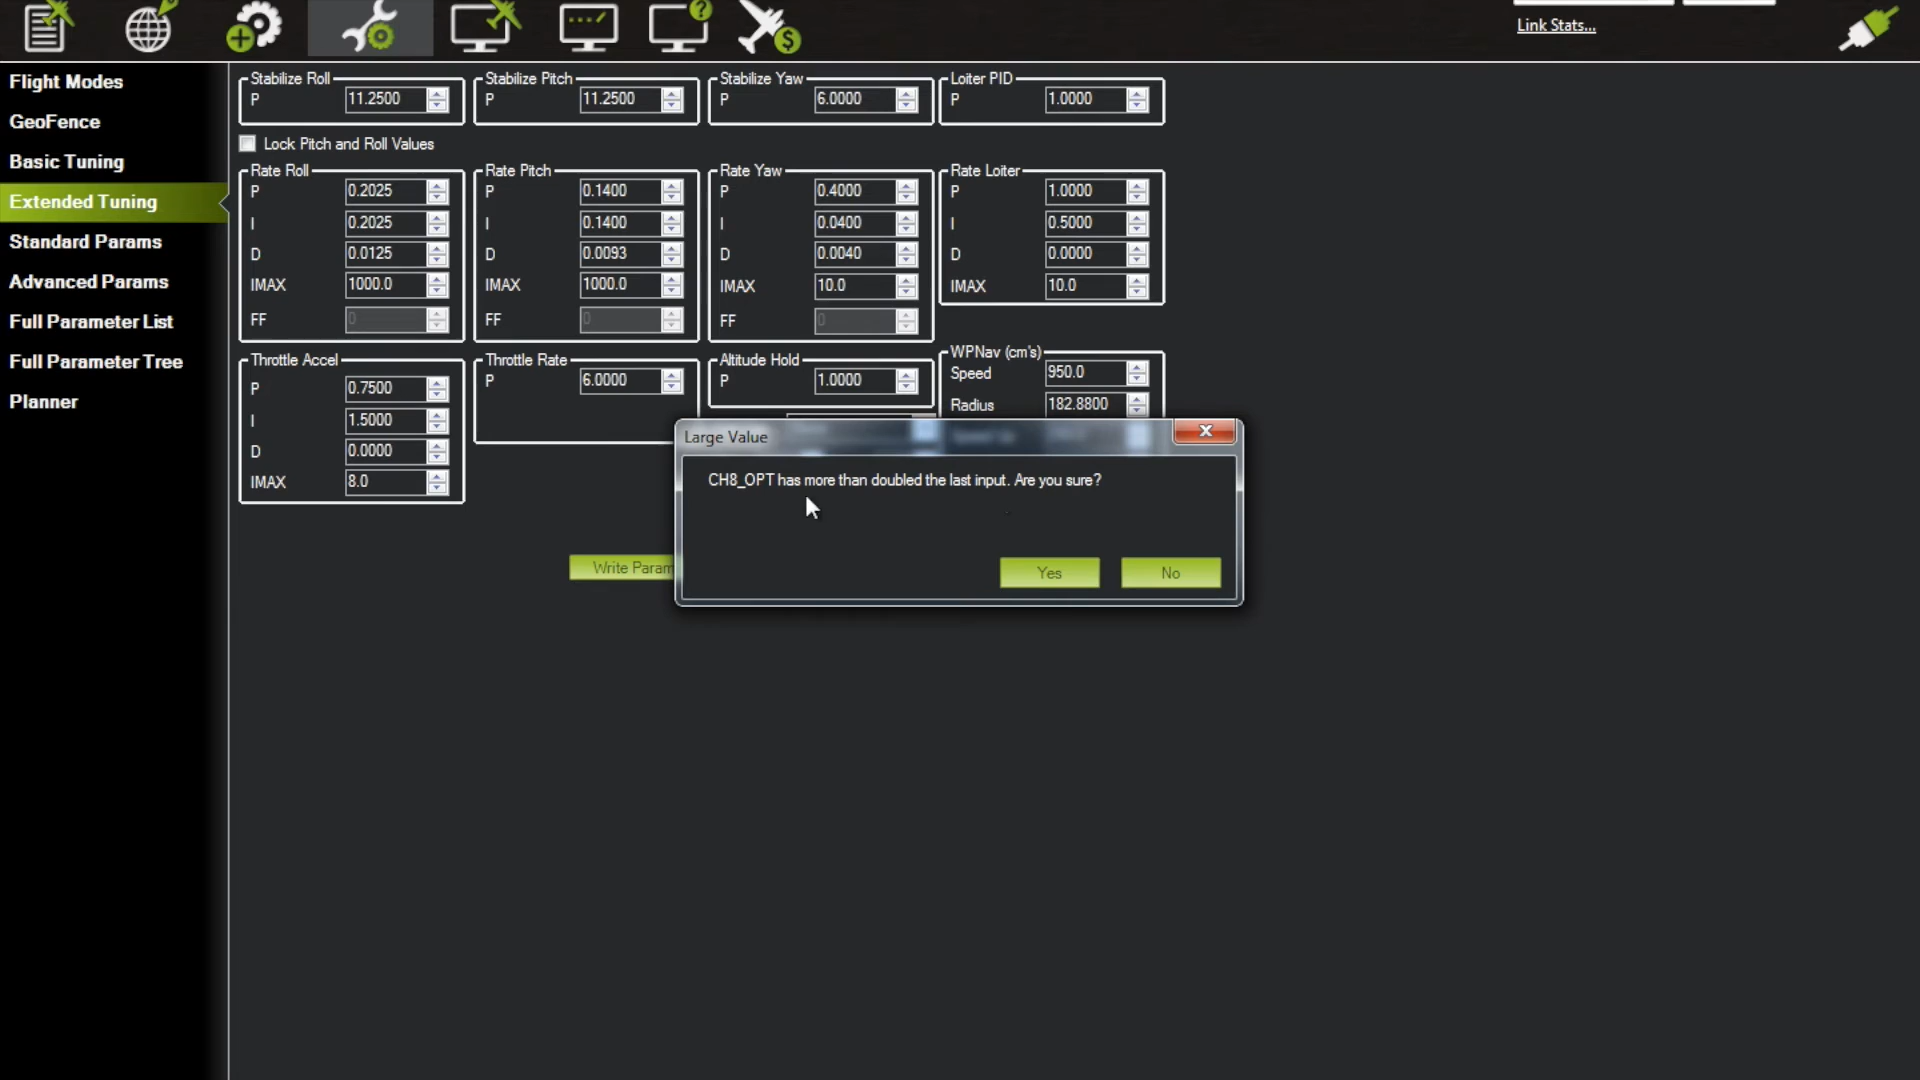 Link Stats...
Flight Modes
GeoFence
Basic Tuning
Extended Tuning
Standard Params
Advanced Params
Full Parameter List
Full Parameter Tree
Planner
Stabilize Roll
P 11.2500
Stabilize Pitch
P 11.2500
Stabilize Yaw
P 6.0000
Loiter PID
P 1.0000
Lock Pitch and Roll Values
Rate Roll
P 0.2025
I 0.2025
D 0.0125
IMAX 1000.0
FF 0
Rate Pitch
P 0.1400
I 0.1400
D 0.0093
IMAX 1000.0
FF 0
Rate Yaw
P 0.4000
I 0.0400
D 0.0040
IMAX 10.0
FF 0
Rate Loiter
P 1.0000
I 0.5000
D 0.0000
IMAX 10.0
Throttle Accel
P 0.7500
I 1.5000
D 0.0000
IMAX 8.0
Throttle Rate
P 6.0000
Altitude Hold
P 1.0000
WPNav (cm's)
Speed 950.0
Radius 182.8800
Write Param
Large Value
CH8_OPT has more than doubled the last input. Are you sure?
Yes
No